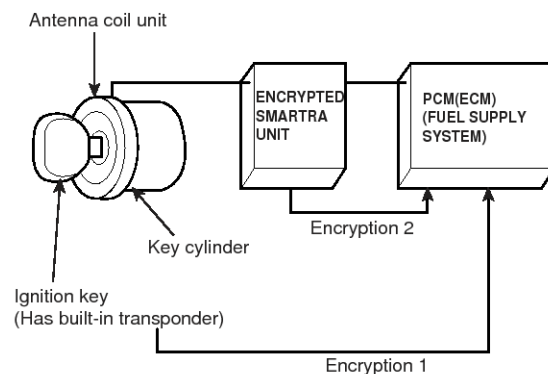 Antenna coil unit
ENCRYPTED
SMARTRA
UNIT
PCM(ECM)
(FUEL SUPPLY
SYSTEM)
Encryption 2
Key cylinder
Ignition key
(Has built-in transponder)
Encryption 1